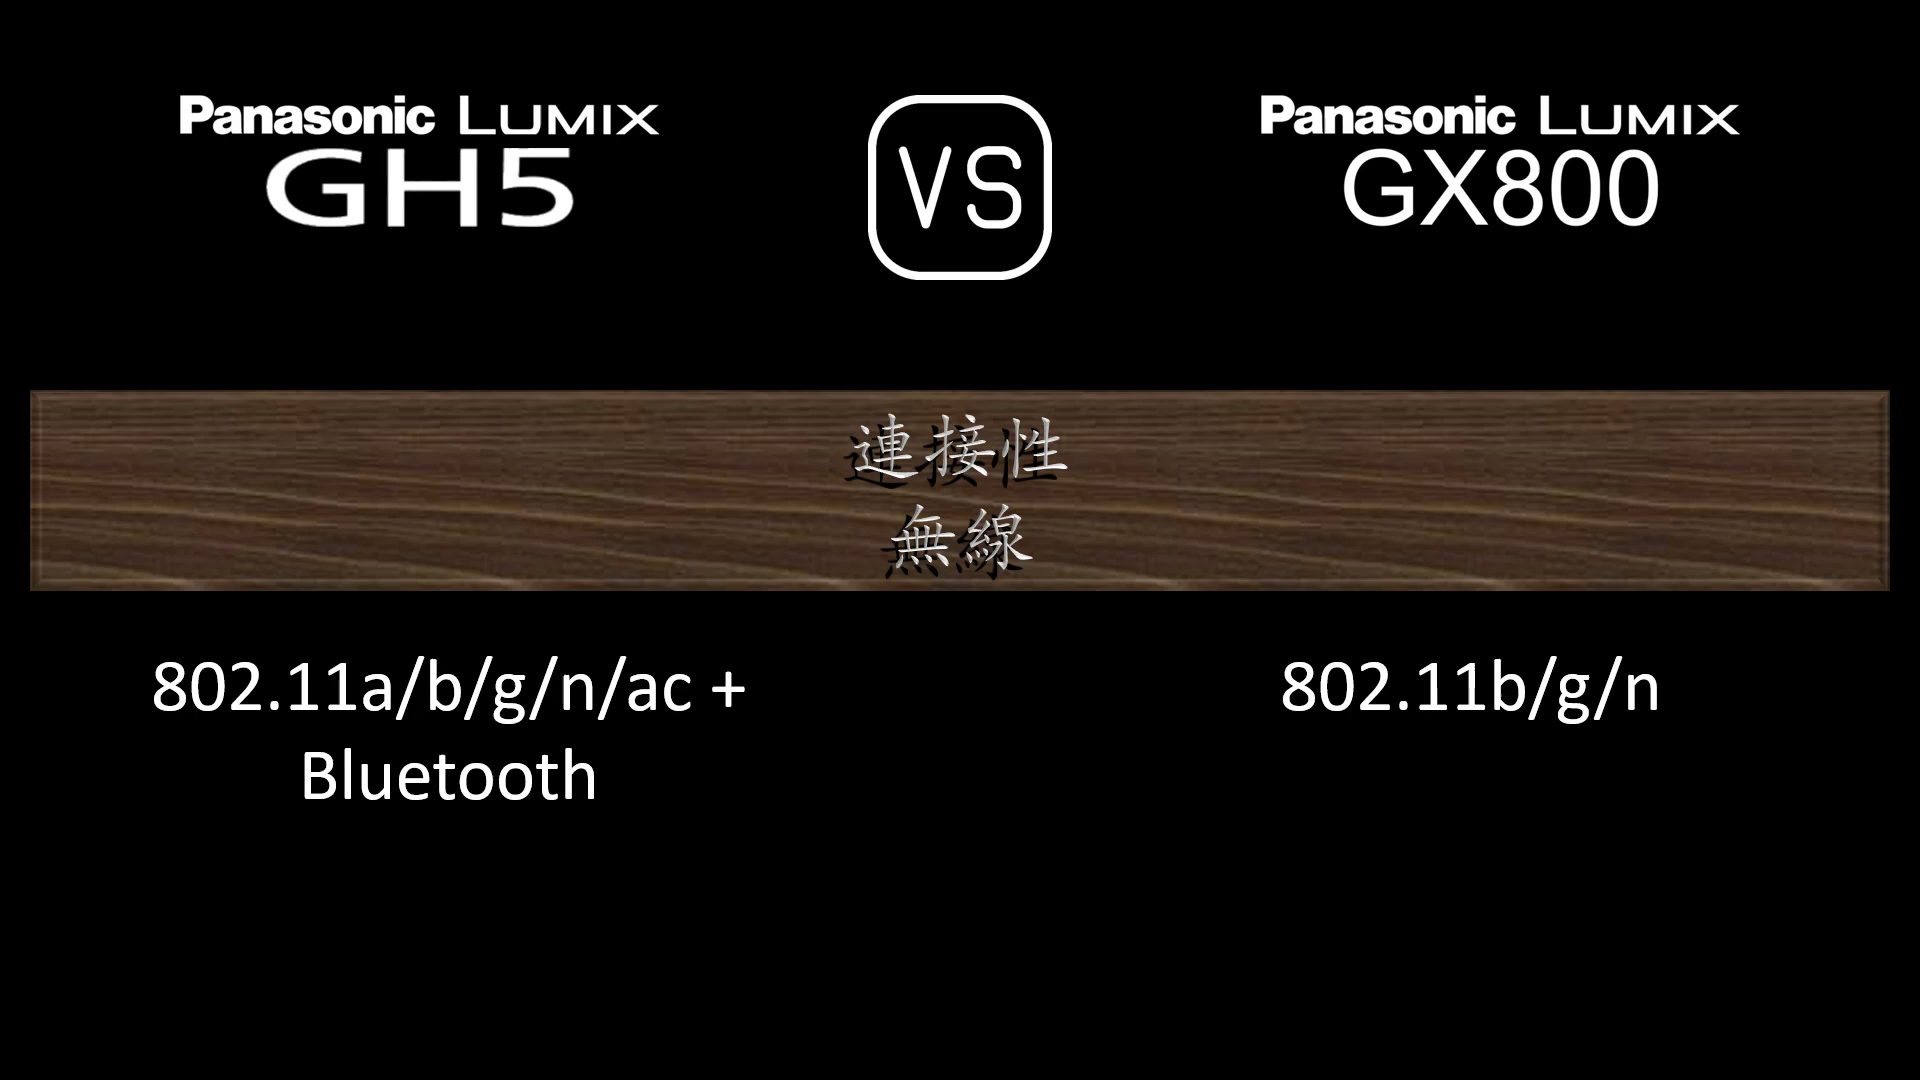 Panasonic LUMIX
GH5
VS
Panasonic LUMIX
GX800
連接性
無線
802.11a/b/g/n/ac +
Bluetooth
802.11b/g/n